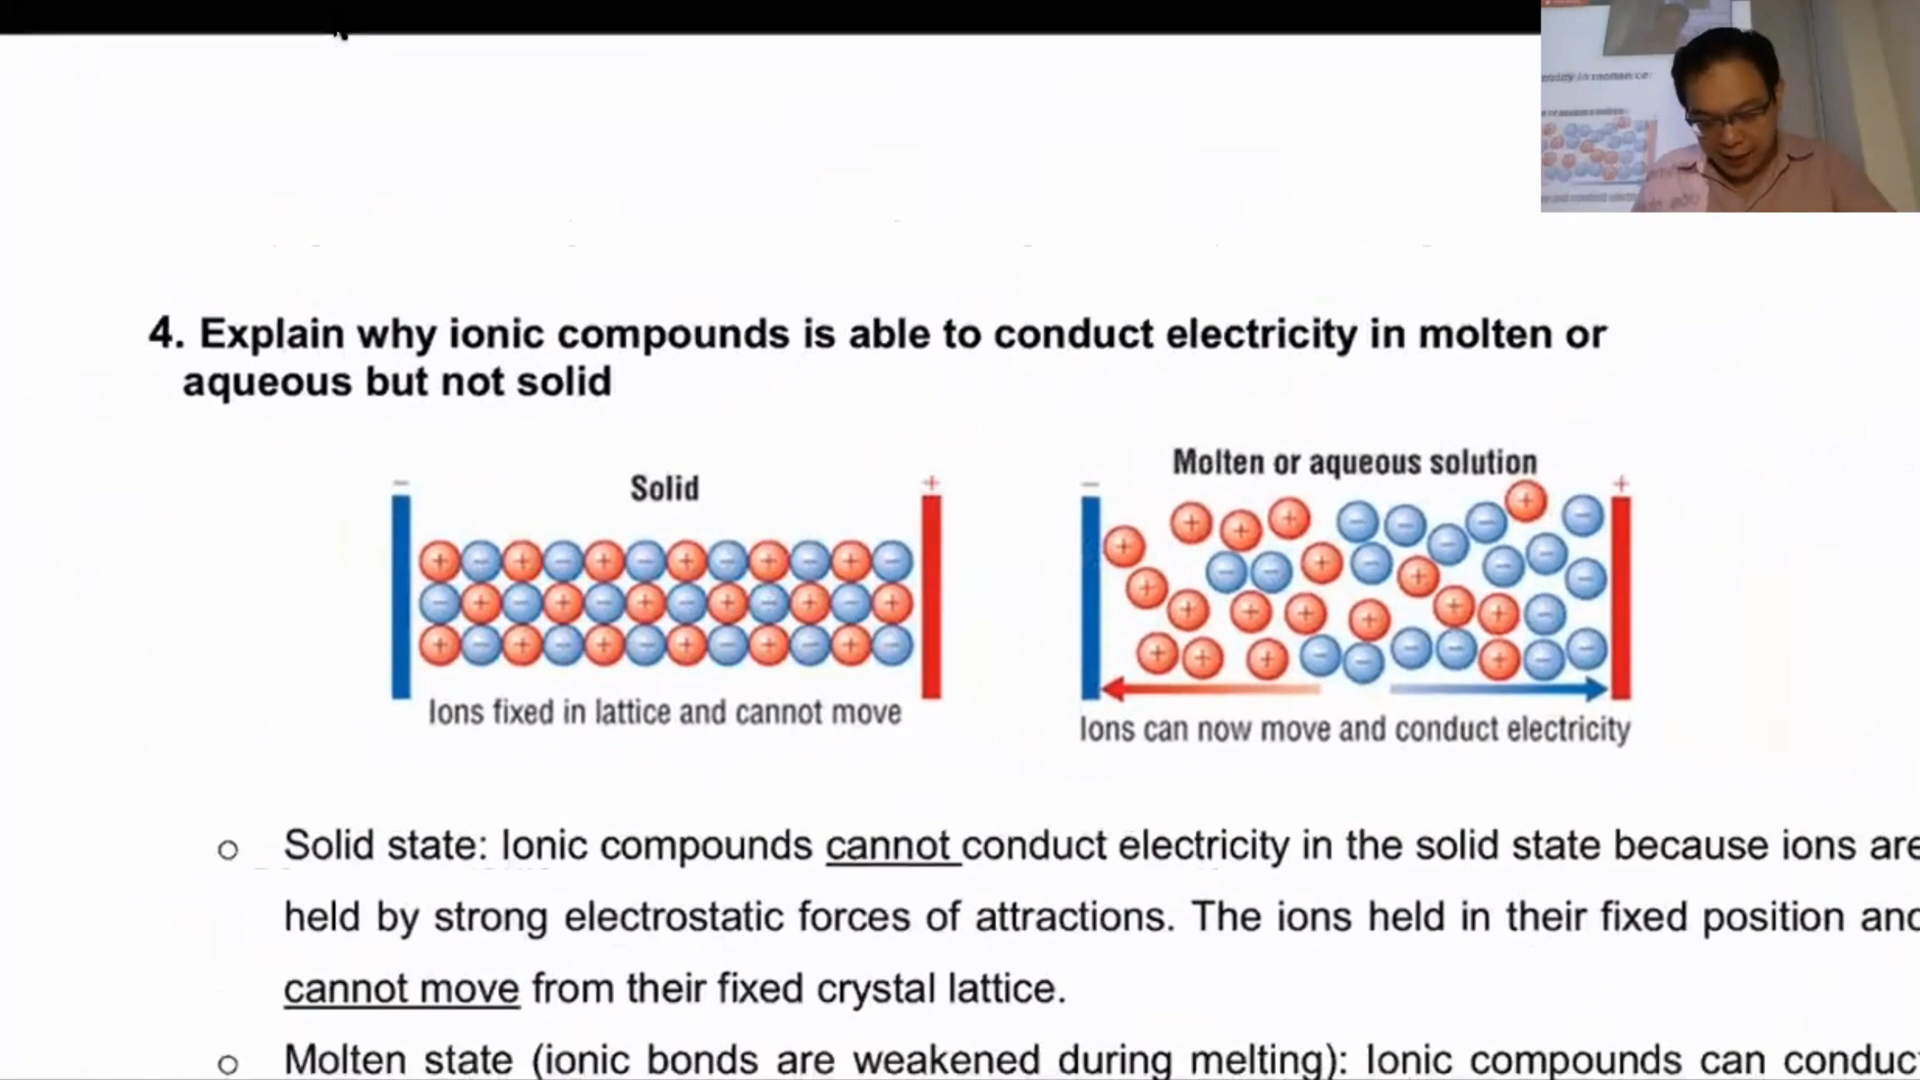 4. Explain why ionic compounds is able to conduct electricity in molten or
aqueous but not solid
Solid
Ions fixed in lattice and cannot move
Molten or aqueous solution
Ions can now move and conduct electricity
o Solid state: Ionic compounds cannot conduct electricity in the solid state because ions are
held by strong electrostatic forces of attractions. The ions held in their fixed position and
cannot move from their fixed crystal lattice.
o Molten state (ionic bonds are weakened during melting): Ionic compounds can conduc